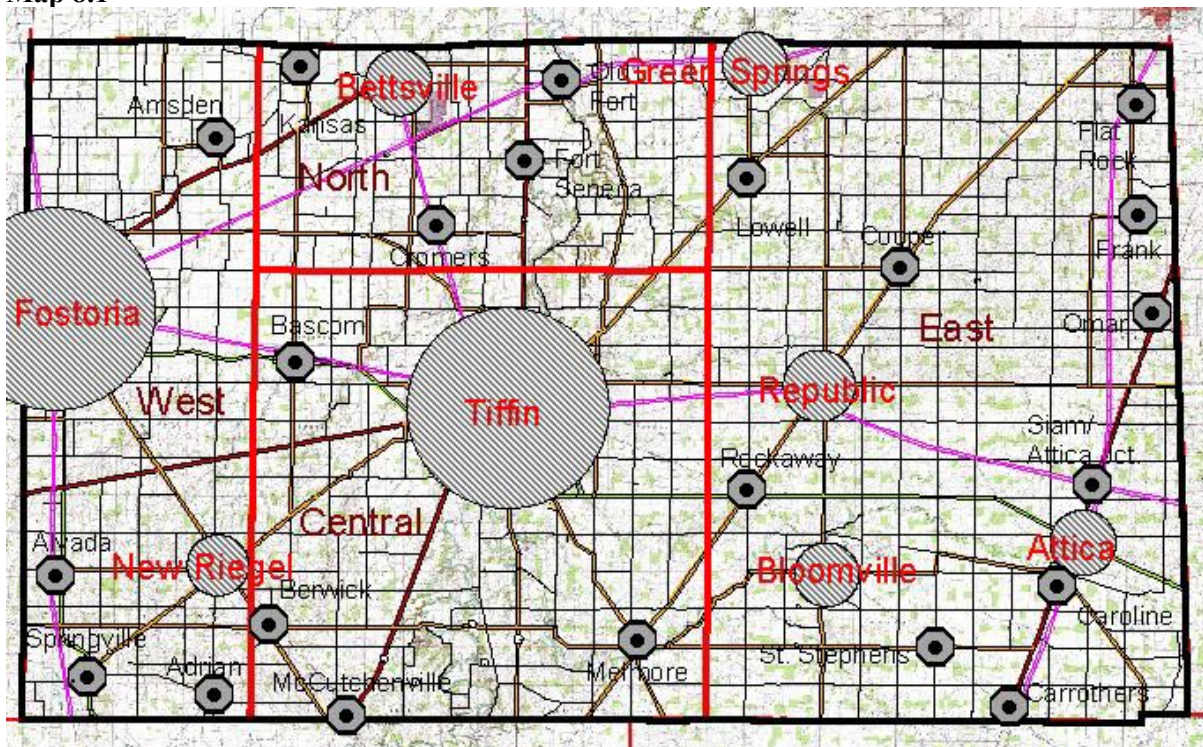 Map 8.1
Bettsville
Green Springs
Old
Fort
Amsden
Kansas
Flat
Rock
North
Fort
Seneca
Lowell
Cooper
Frank
Cromers
Fostoria
Bascom
Omar
East
West
Tiffin
Republic
Siam/
Attica Jct.
Rockaway
Central
Alvada
New Riegel
Bloomville
Attica
Berwick
Caroline
Springville
Adrian
McCutchenville
Melmore
St. Stephens
Carrothers